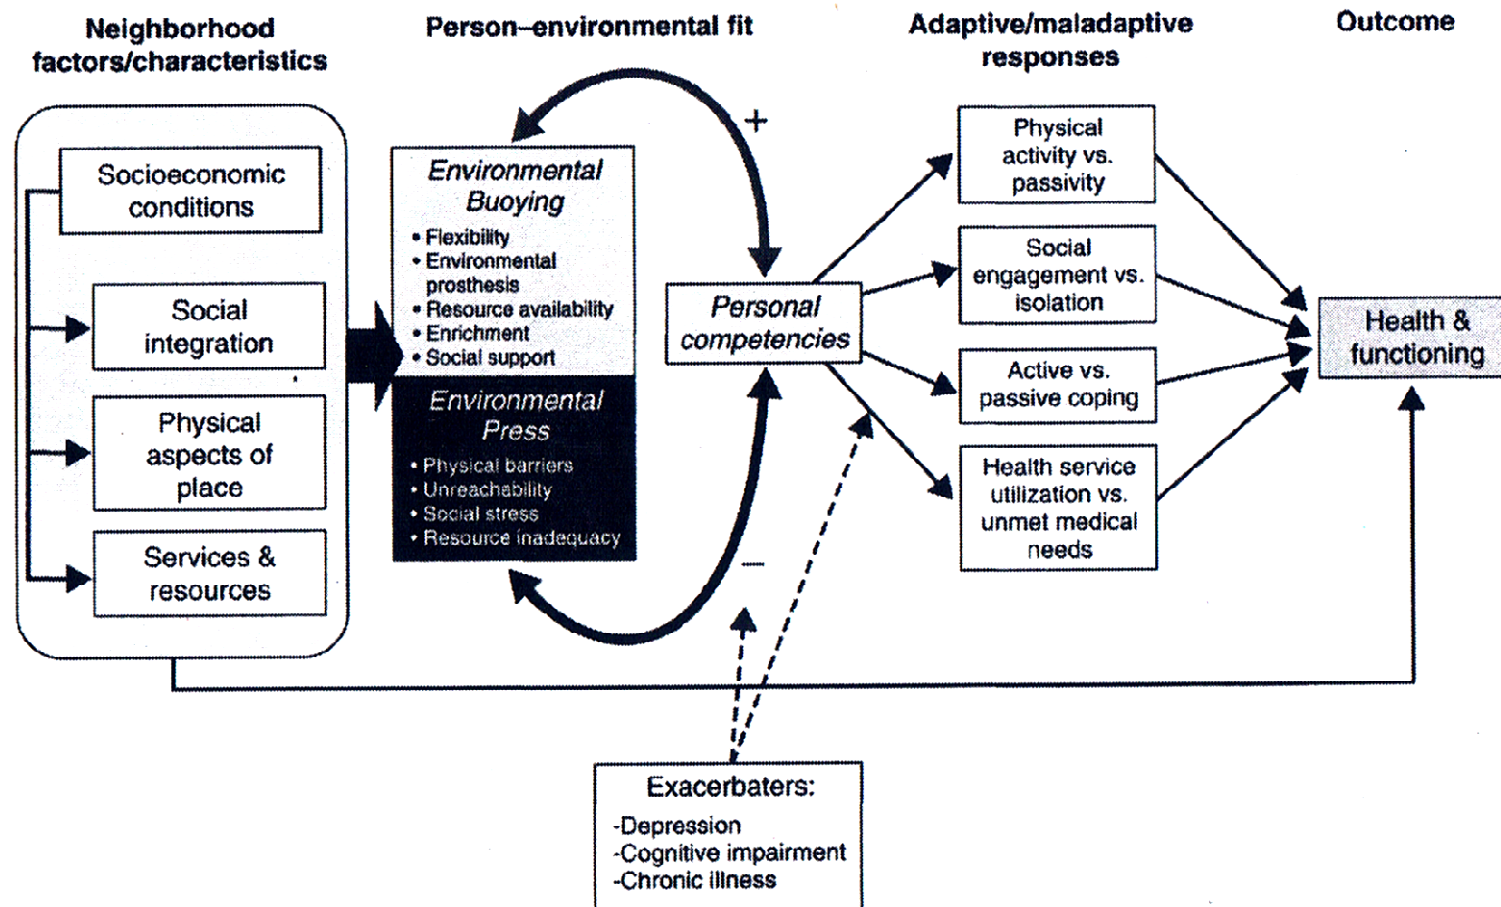 Neighborhood
factors/characteristics
Person–environmental fit
Adaptive/maladaptive
responses
Outcome
Socioeconomic
conditions
Social
integration
Physical
aspects of
place
Services &
resources
Environmental
Buoying
• Flexibility
• Environmental
prosthesis
• Resource availability
• Enrichment
• Social support
Environmental
Press
• Physical barriers
• Unreachability
• Social stress
• Resource inadequacy
+
Personal
competencies
–
Physical
activity vs.
passivity
Social
engagement vs.
isolation
Active vs.
passive coping
Health service
utilization vs.
unmet medical
needs
Health &
functioning
Exacerbaters:
-Depression
-Cognitive impairment
-Chronic illness